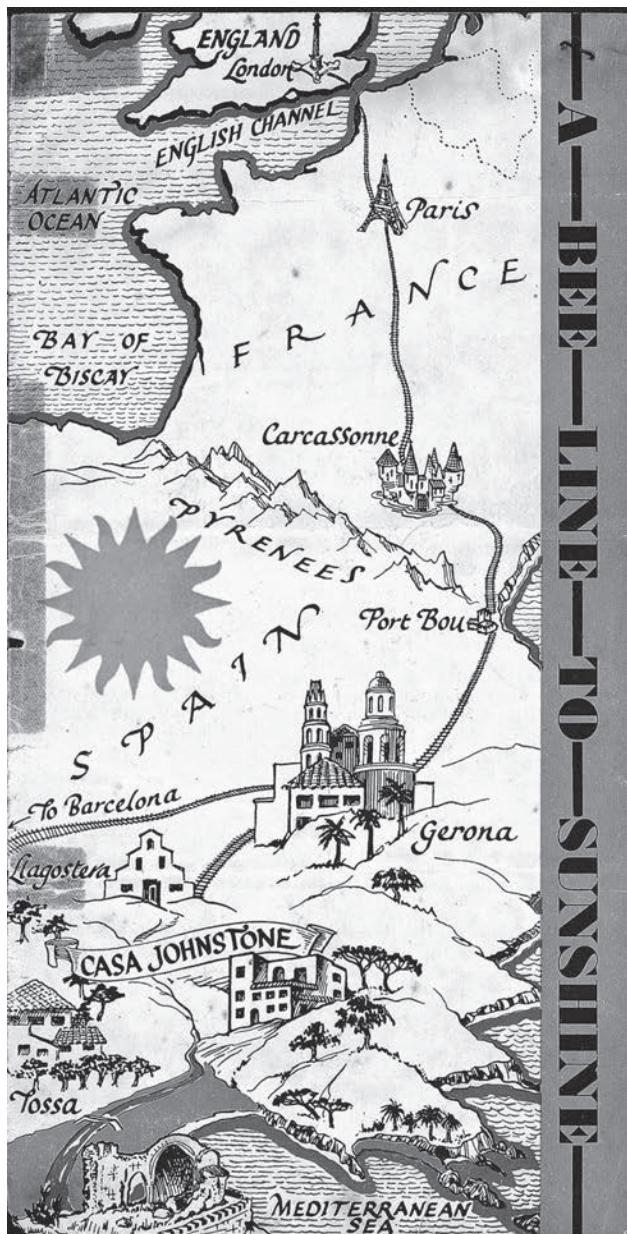 ENGLAND
London
ENGLISH CHANNEL
ATLANTIC
OCEAN
Paris
FRANCE
BAY OF
BISCAY
Carcassonne
PYRENEES
Port Bou
SPAIN
To Barcelona
Gerona
Llagostera
CASA JOHNSTONE
Tossa
MEDITERRANEAN
SEA
A BEE LINE TO SUNSHINE